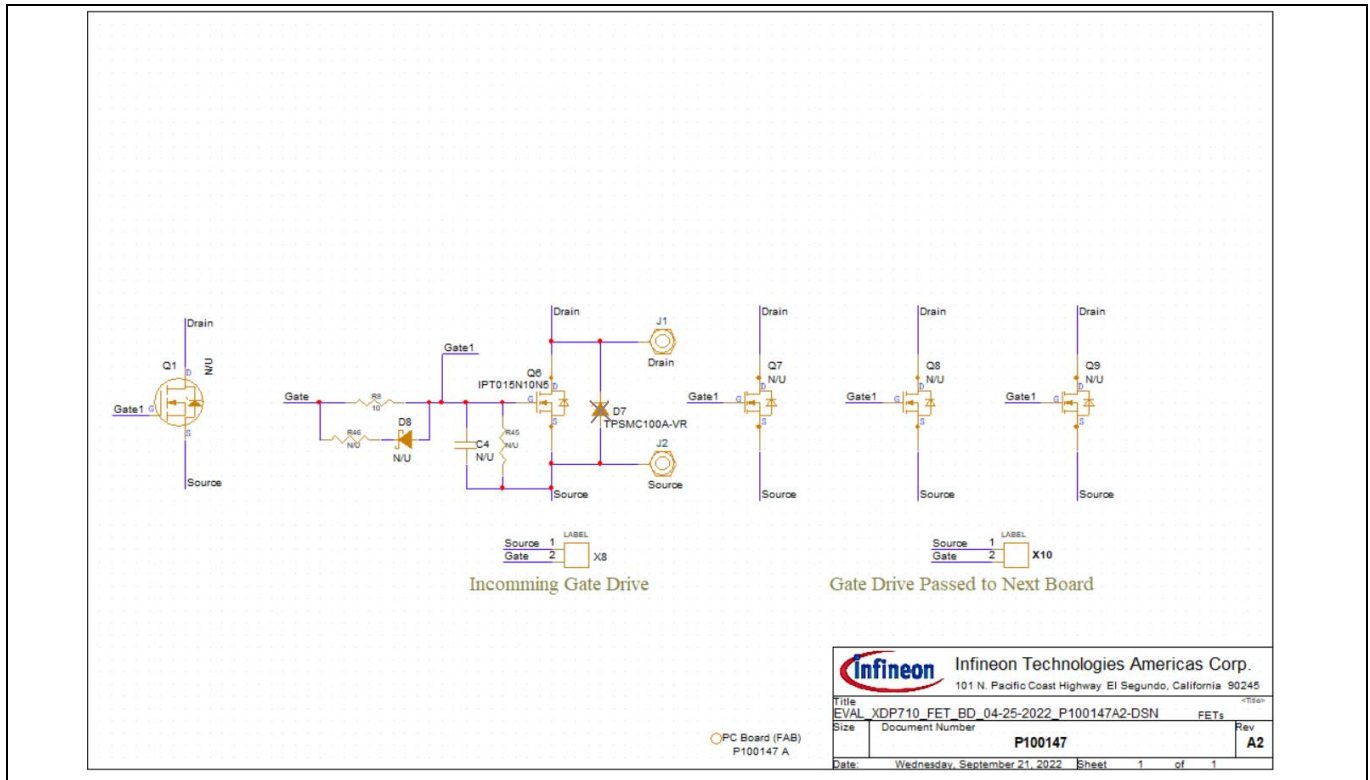 Drain
Q1
N/U
D
Gate1
G
S
Source
Gate
R8
10
R46
N/U
D8
N/U
Gate1
C4
N/U
R45
N/U
Drain
Q6
IPT015N10N5
D
G
S
Source
J1
Drain
D7
TPSMC100A-VR
J2
Source
Drain
Q7
N/U
D
Gate1
G
S
Source
Drain
Q8
N/U
D
Gate1
G
S
Source
Drain
Q9
N/U
D
Gate1
G
S
Source
LABEL
Source 1
Gate 2
X8
Incomming Gate Drive
LABEL
Source 1
Gate 2
X10
Gate Drive Passed to Next Board
PC Board (FAB)
P100147 A
infineon
Infineon Technologies Americas Corp.
101 N. Pacific Coast Highway El Segundo, California 90245
Title
<Title>
EVAL_XDP710_FET_BD_04-25-2022_P100147A2-DSN FETs
Size Document Number Rev
P100147 A2
Date: Wednesday, September 21, 2022 Sheet 1 of 1